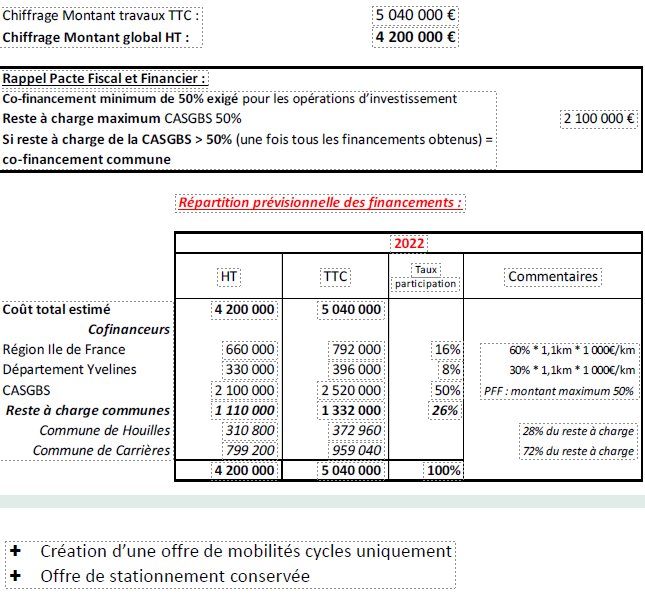 Chiffrage Montant travaux TTC : 5 040 000 €
Chiffrage Montant global HT : 4 200 000 €
Rappel Pacte Fiscal et Financier :
Co-financement minimum de 50% exigé pour les opérations d'investissement
Reste à charge maximum CASGBS 50% 2 100 000 €
Si reste à charge de la CASGBS > 50% (une fois tous les financements obtenus) =
co-financement commune
Répartition prévisionnelle des financements :
2022
HT TTC Taux participation Commentaires
Coût total estimé 4 200 000 5 040 000
Cofinanceurs
Région Ile de France 660 000 792 000 16% 60% * 1,1km * 1 000€/km
Département Yvelines 330 000 396 000 8% 30% * 1,1km * 1 000€/km
CASGBS 2 100 000 2 520 000 50% PFF : montant maximum 50%
Reste à charge communes 1 110 000 1 332 000 26%
Commune de Houilles 310 800 372 960 28% du reste à charge
Commune de Carrières 799 200 959 040 72% du reste à charge
4 200 000 5 040 000 100%
+ Création d'une offre de mobilités cycles uniquement
+ Offre de stationnement conservée